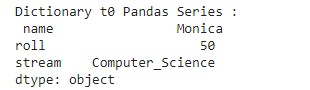 Dictionary t0 Pandas Series :
name Monica
roll 50
stream Computer_Science
dtype: object